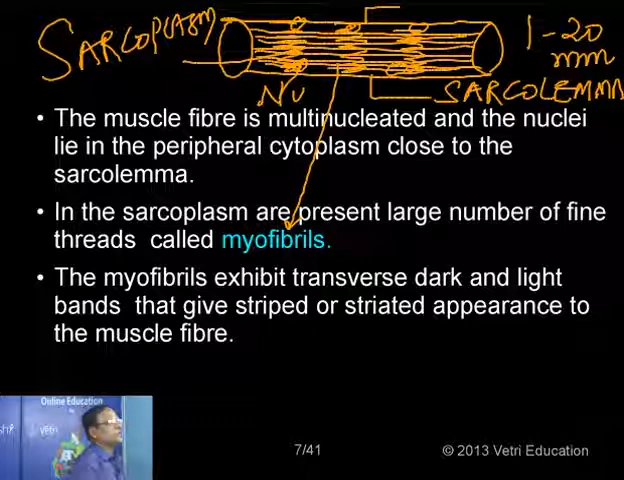 SARCOPLASM
1-20
mm
NU
SARCOLEMMA
• The muscle fibre is multinucleated and the nuclei
lie in the peripheral cytoplasm close to the
sarcolemma.
• In the sarcoplasm are present large number of fine
threads called myofibrils.
• The myofibrils exhibit transverse dark and light
bands that give striped or striated appearance to
the muscle fibre.
Online Education
vetri
7/41
© 2013 Vetri Education